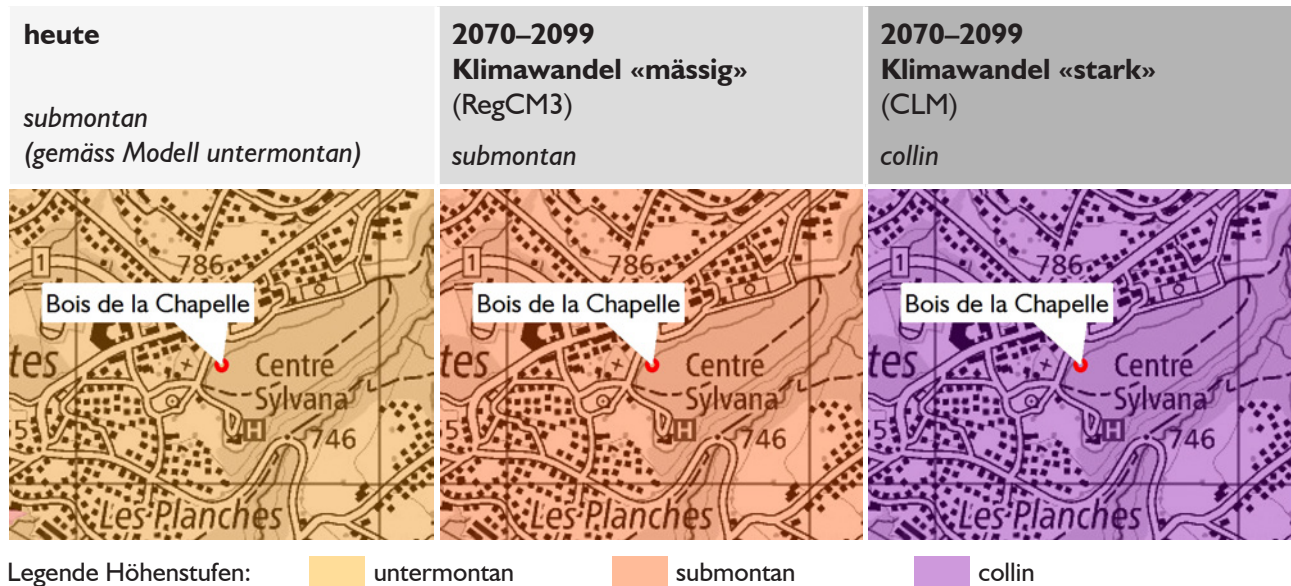 heute
submontan
(gemäss Modell untermontan)
2070–2099
Klimawandel «mässig»
(RegCM3)
submontan
2070–2099
Klimawandel «stark»
(CLM)
collin
1
786
Bois de la Chapelle
tes
Centre
Sylvana
5
H
746
Les Planches
1
786
Bois de la Chapelle
tes
Centre
Sylvana
5
H
746
Les Planches
1
786
Bois de la Chapelle
tes
Centre
Sylvana
5
H
746
Les Planches
Legende Höhenstufen:
untermontan
submontan
collin